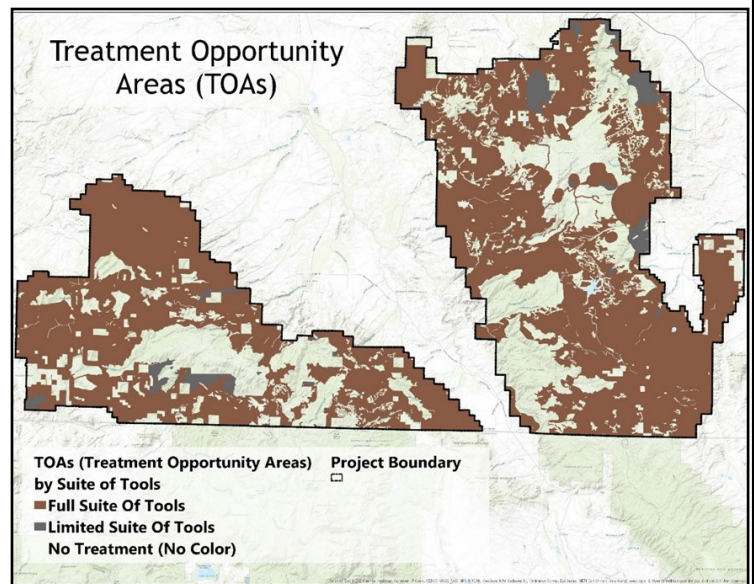 Treatment Opportunity
Areas (TOAs)
TOAs (Treatment Opportunity Areas)
by Suite of Tools
Full Suite Of Tools
Limited Suite Of Tools
No Treatment (No Color)
Project Boundary